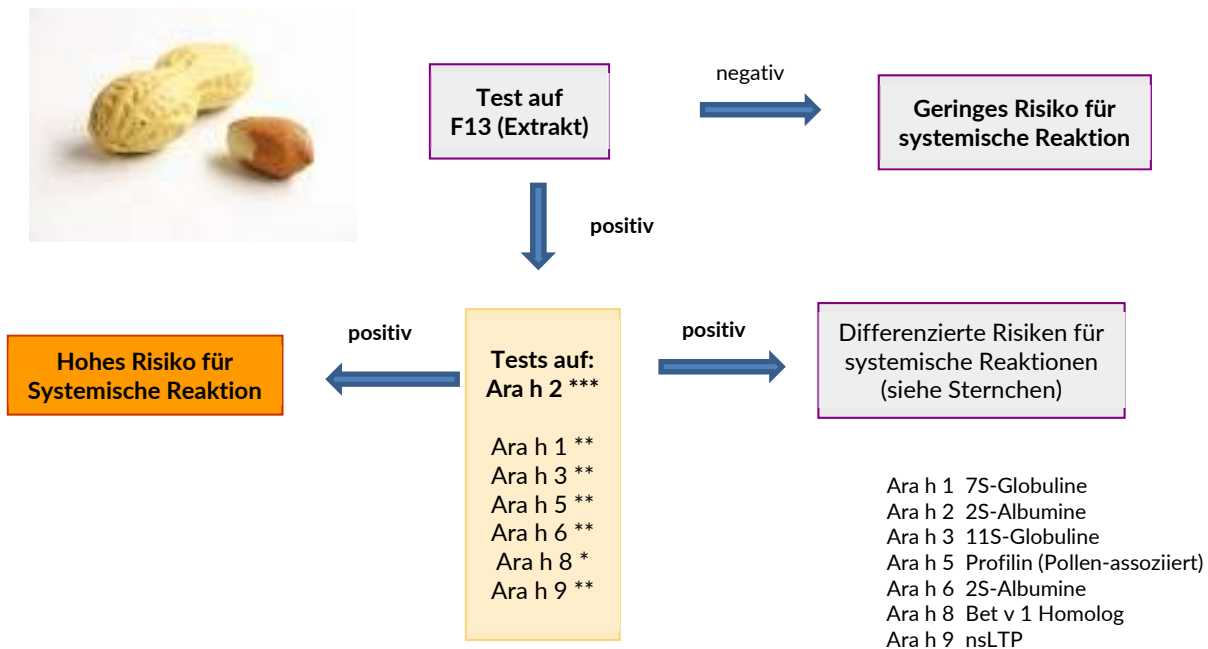 Test auf
F13 (Extrakt)
negativ
Geringes Risiko für
systemische Reaktion
positiv
positiv
Hohes Risiko für
Systemische Reaktion
Tests auf:
Ara h 2 ***
Ara h 1 **
Ara h 3 **
Ara h 5 **
Ara h 6 **
Ara h 8 *
Ara h 9 **
positiv
Differenzierte Risiken für
systemische Reaktionen
(siehe Sternchen)
Ara h 1 7S-Globuline
Ara h 2 2S-Albumine
Ara h 3 11S-Globuline
Ara h 5 Profilin (Pollen-assoziiert)
Ara h 6 2S-Albumine
Ara h 8 Bet v 1 Homolog
Ara h 9 nsLTP